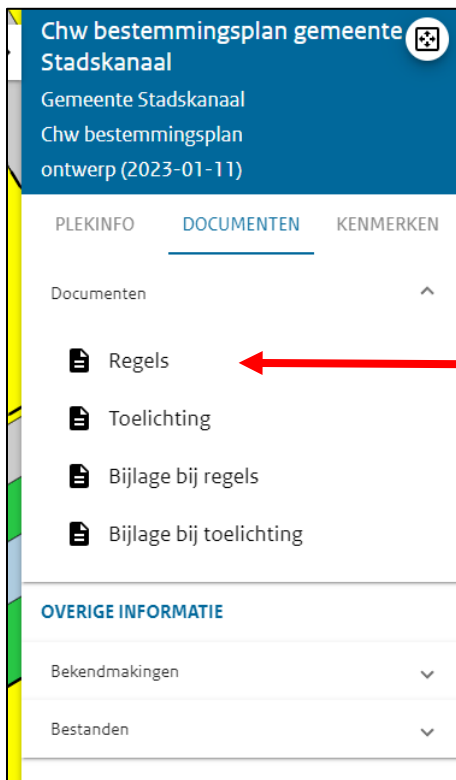 Chw bestemmingsplan gemeente
Stadskanaal
Gemeente Stadskanaal
Chw bestemmingsplan
ontwerp (2023-01-11)
PLEKINFO DOCUMENTEN KENMERKEN
Documenten
Regels
Toelichting
Bijlage bij regels
Bijlage bij toelichting
OVERIGE INFORMATIE
Bekendmakingen
Bestanden